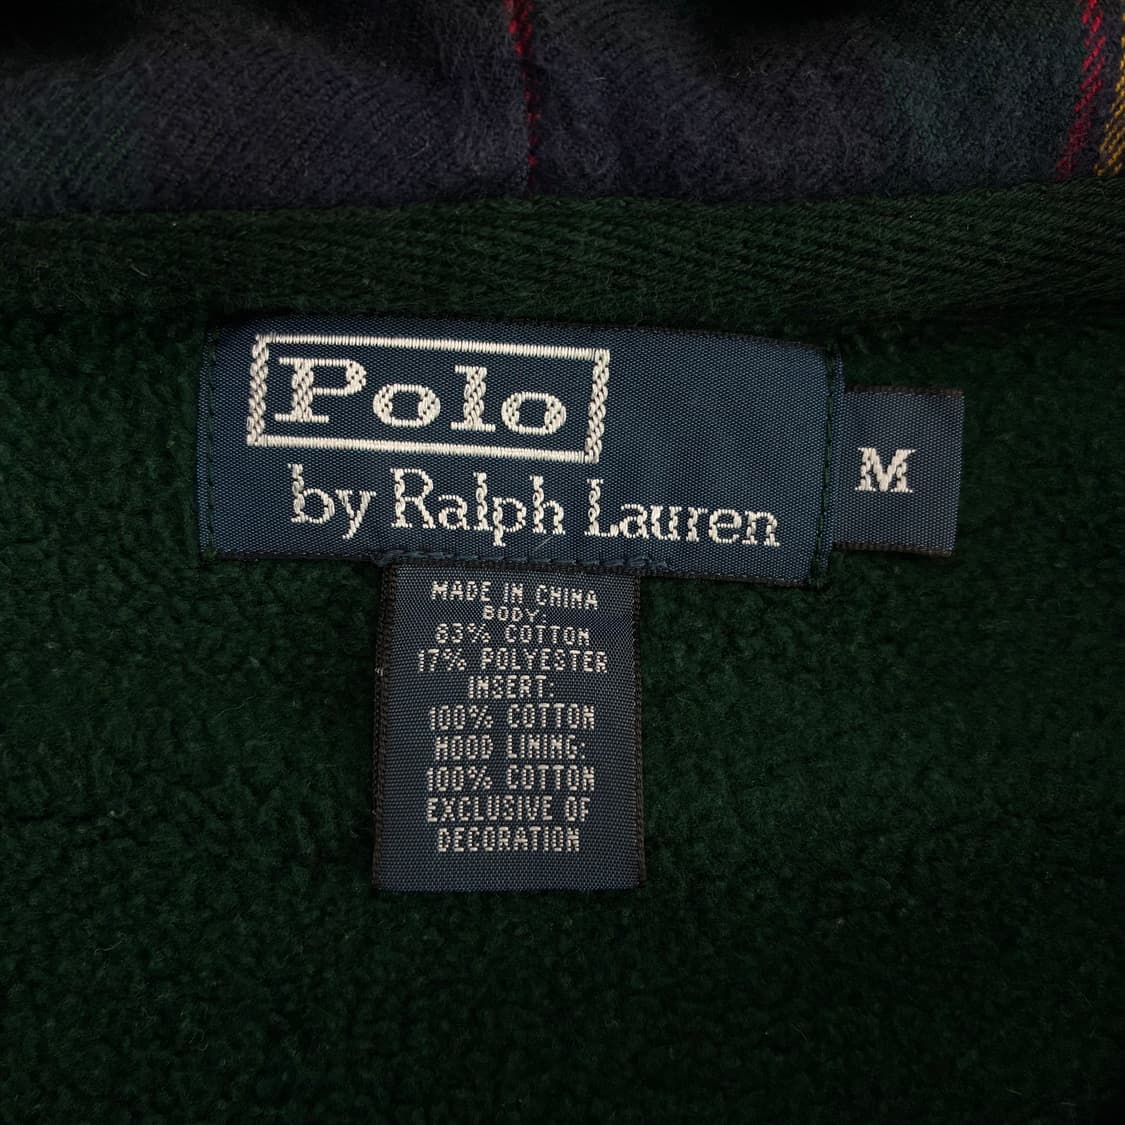 Polo
by Ralph Lauren
M
MADE IN CHINA
BODY:
83% COTTON
17% POLYESTER
INSERT:
100% COTTON
HOOD LINING:
100% COTTON
EXCLUSIVE OF
DECORATION